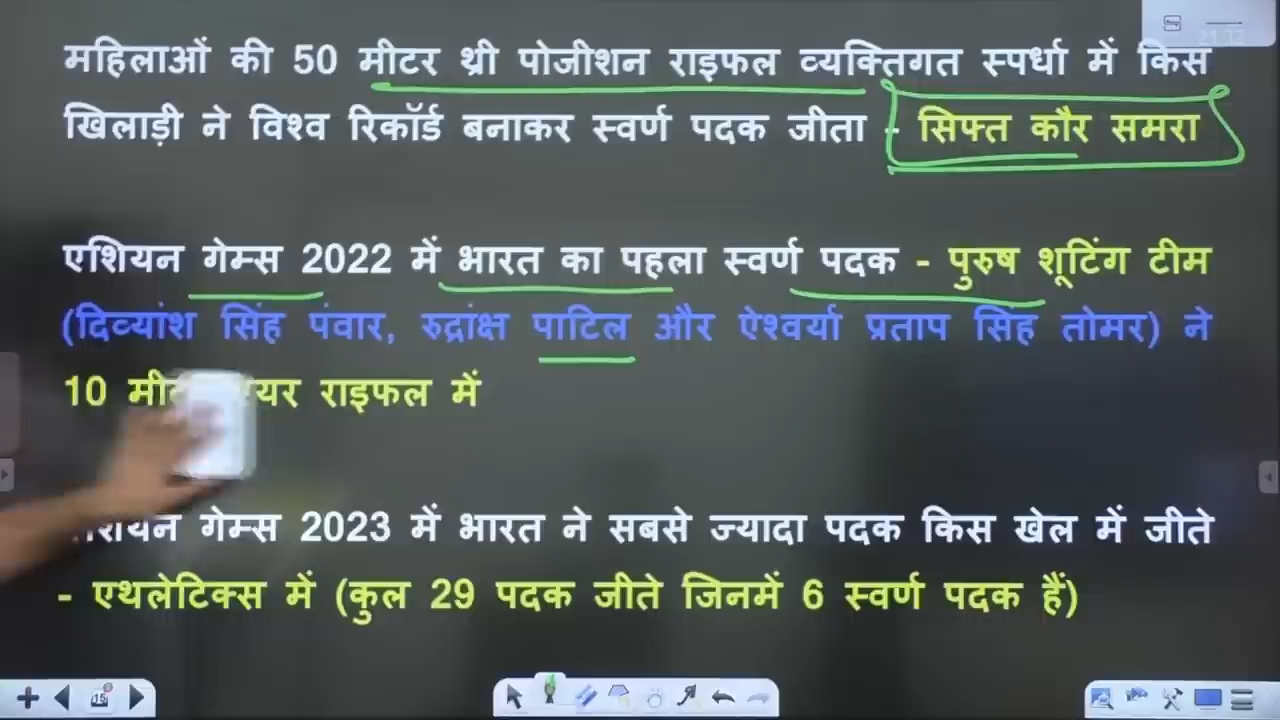 महिलाओं की 50 मीटर थ्री पोजीशन राइफल व्यक्तिगत स्पर्धा में किस
खिलाड़ी ने विश्व रिकॉर्ड बनाकर स्वर्ण पदक जीता - सिफ्त कौर समरा
एशियन गेम्स 2022 में भारत का पहला स्वर्ण पदक - पुरुष शूटिंग टीम
(दिव्यांश सिंह पंवार, रुद्रांक्ष पाटिल और ऐश्वर्या प्रताप सिंह तोमर) ने
10 राइफल में
गेम्स 2023 में भारत ने सबसे ज्यादा पदक किस खेल में जीते
- एथलेटिक्स में (कुल 29 पदक जीते जिनमें 6 स्वर्ण पदक हैं)
15